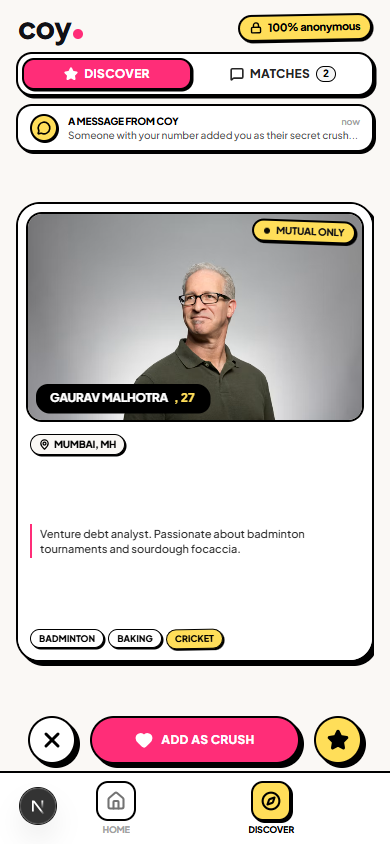 coy.
100% anonymous
DISCOVER
MATCHES 2
A MESSAGE FROM COY
now
Someone with your number added you as their secret crush...
MUTUAL ONLY
GAURAV MALHOTRA , 27
MUMBAI, MH
Venture debt analyst. Passionate about badminton
tournaments and sourdough focaccia.
BADMINTON BAKING CRICKET
ADD AS CRUSH
N
HOME
DISCOVER